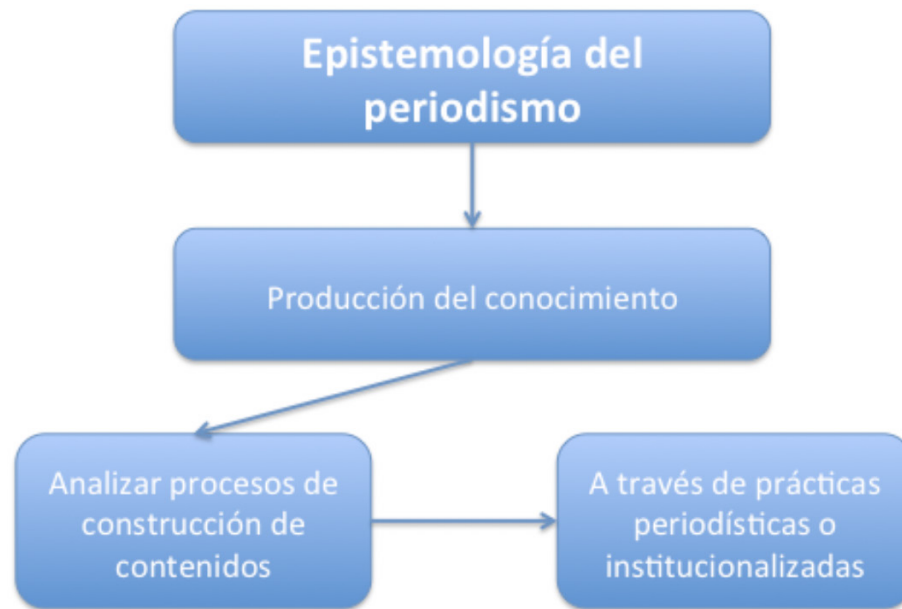 Epistemología del
periodismo
Producción del conocimiento
Analizar procesos de
construcción de
contenidos
A través de prácticas
periodísticas o
institucionalizadas